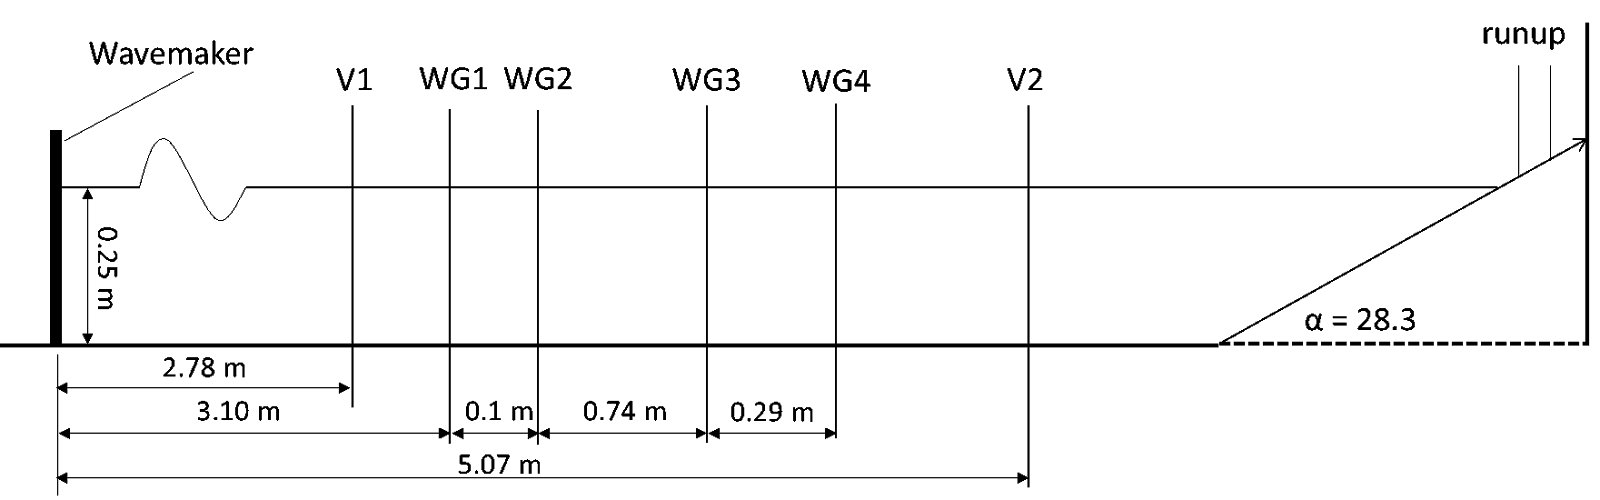 runup
Wavemaker
V1
WG1
WG2
WG3
WG4
V2
0.25 m
α = 28.3
2.78 m
3.10 m
0.1 m
0.74 m
0.29 m
5.07 m